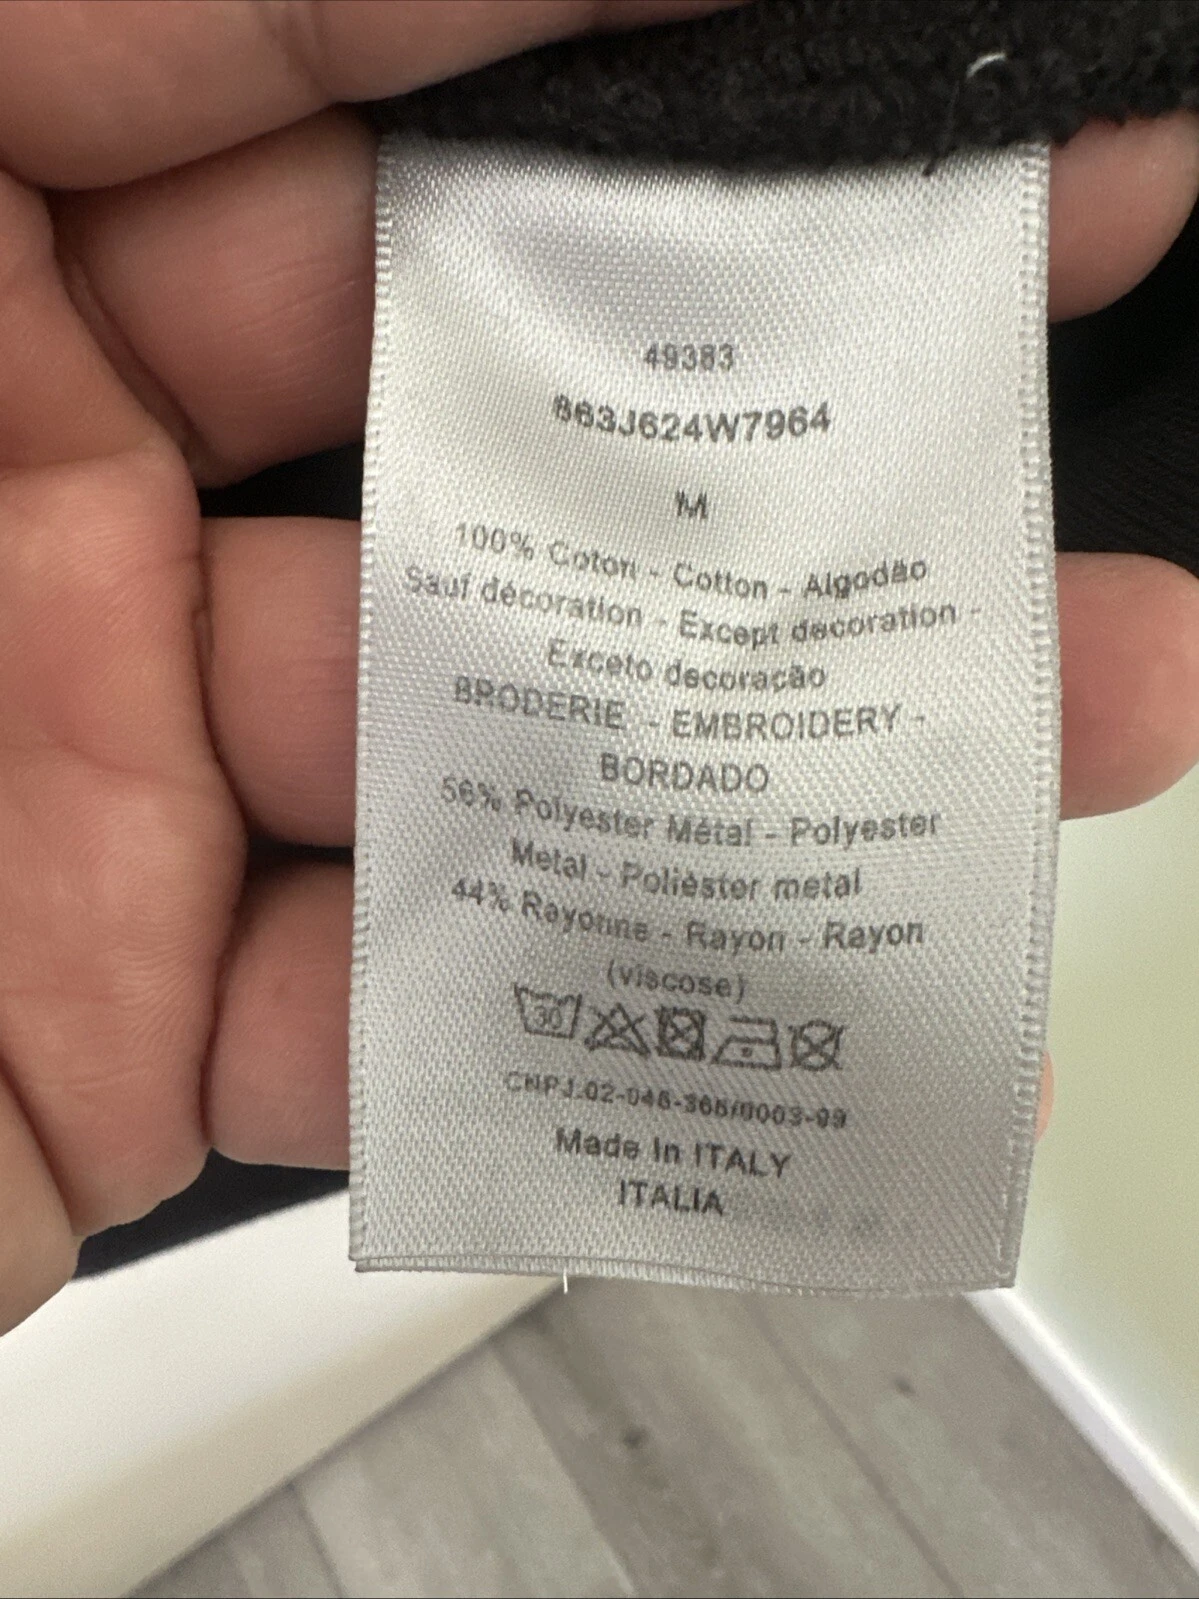 49383
863J624W7964
M
100% Coton - Cotton - Algodão
Sauf décoration - Except decoration -
Exceto decoração
BRODERIE - EMBROIDERY -
BORDADO
56% Polyester Métal - Polyester
Metal - Poliéster metal
44% Rayonne - Rayon - Rayon
(viscose)
30
CNPJ.02-046-365/0003-99
Made In ITALY
ITALIA